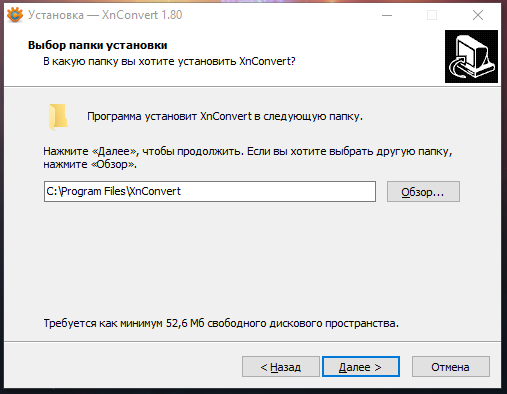 Установка — XnConvert 1.80
Выбор папки установки
В какую папку вы хотите установить XnConvert?
Программа установит XnConvert в следующую папку.
Нажмите «Далее», чтобы продолжить. Если вы хотите выбрать другую папку,
нажмите «Обзор».
C:\Program Files\XnConvert
Обзор...
Требуется как минимум 52,6 Мб свободного дискового пространства.
< Назад
Далее >
Отмена